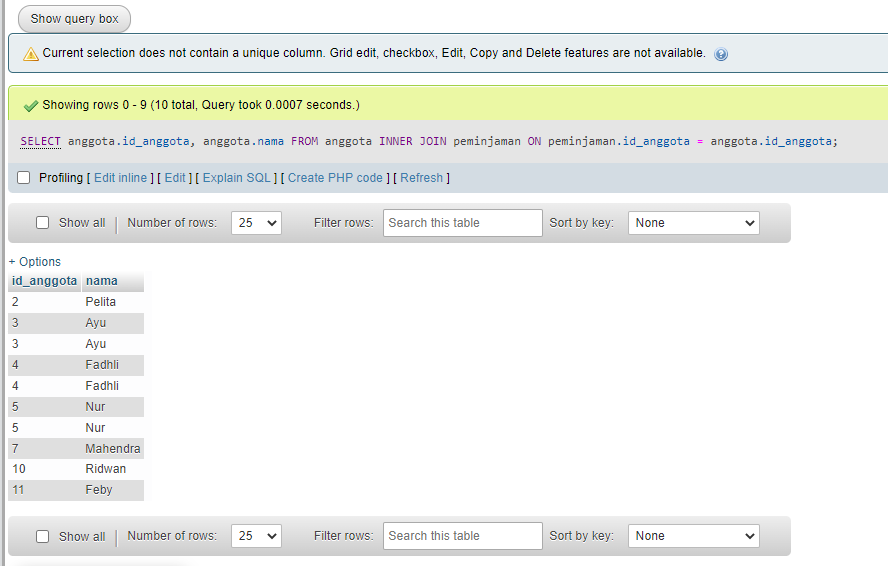 Show query box
Current selection does not contain a unique column. Grid edit, checkbox, Edit, Copy and Delete features are not available.
Showing rows 0 - 9 (10 total, Query took 0.0007 seconds.)
SELECT anggota.id_anggota, anggota.nama FROM anggota INNER JOIN peminjaman ON peminjaman.id_anggota = anggota.id_anggota;
Profiling [ Edit inline ] [ Edit ] [ Explain SQL ] [ Create PHP code ] [ Refresh ]
Show all | Number of rows: 25 Filter rows: Search this table Sort by key: None
+ Options
id_anggota nama
2 Pelita
3 Ayu
3 Ayu
4 Fadhli
4 Fadhli
5 Nur
5 Nur
7 Mahendra
10 Ridwan
11 Feby
Show all | Number of rows: 25 Filter rows: Search this table Sort by key: None